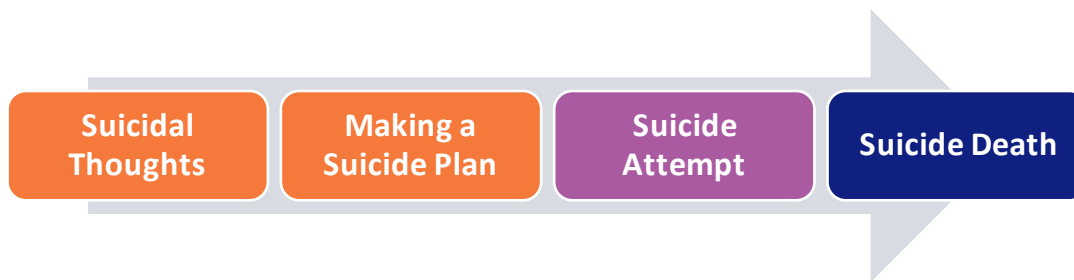 Suicidal
Thoughts
Making a
Suicide Plan
Suicide
Attempt
Suicide Death